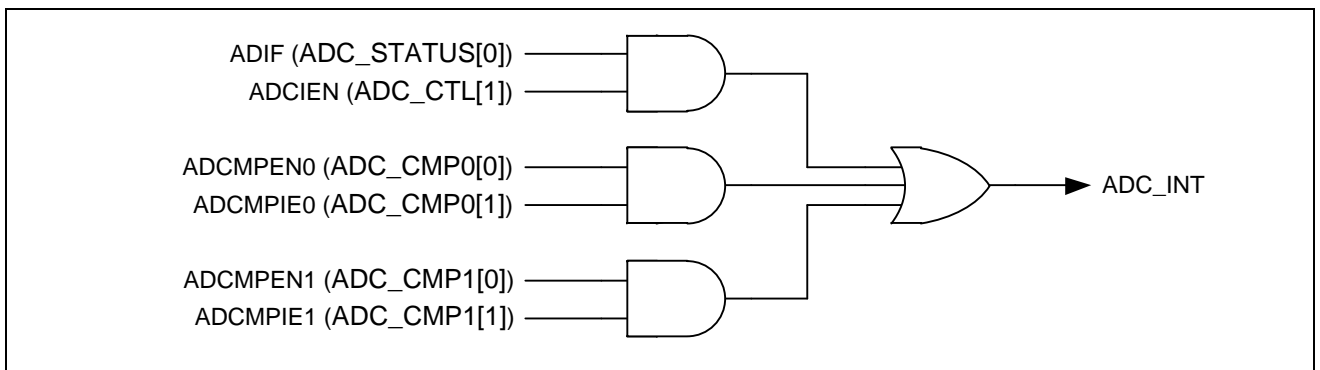 ADIF (ADC_STATUS[0])
ADCIEN (ADC_CTL[1])
ADCMPEN0 (ADC_CMP0[0])
ADCMPIE0 (ADC_CMP0[1])
ADC_INT
ADCMPEN1 (ADC_CMP1[0])
ADCMPIE1 (ADC_CMP1[1])